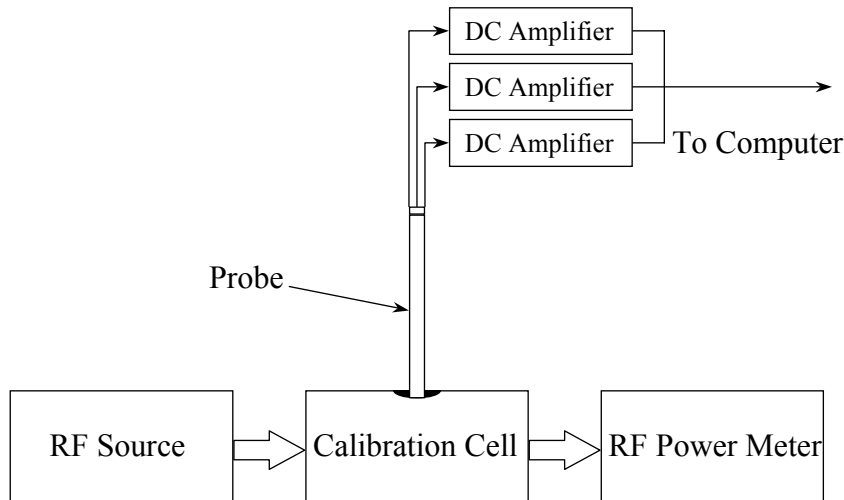 DC Amplifier
DC Amplifier
DC Amplifier
To Computer
Probe
RF Source
Calibration Cell
RF Power Meter